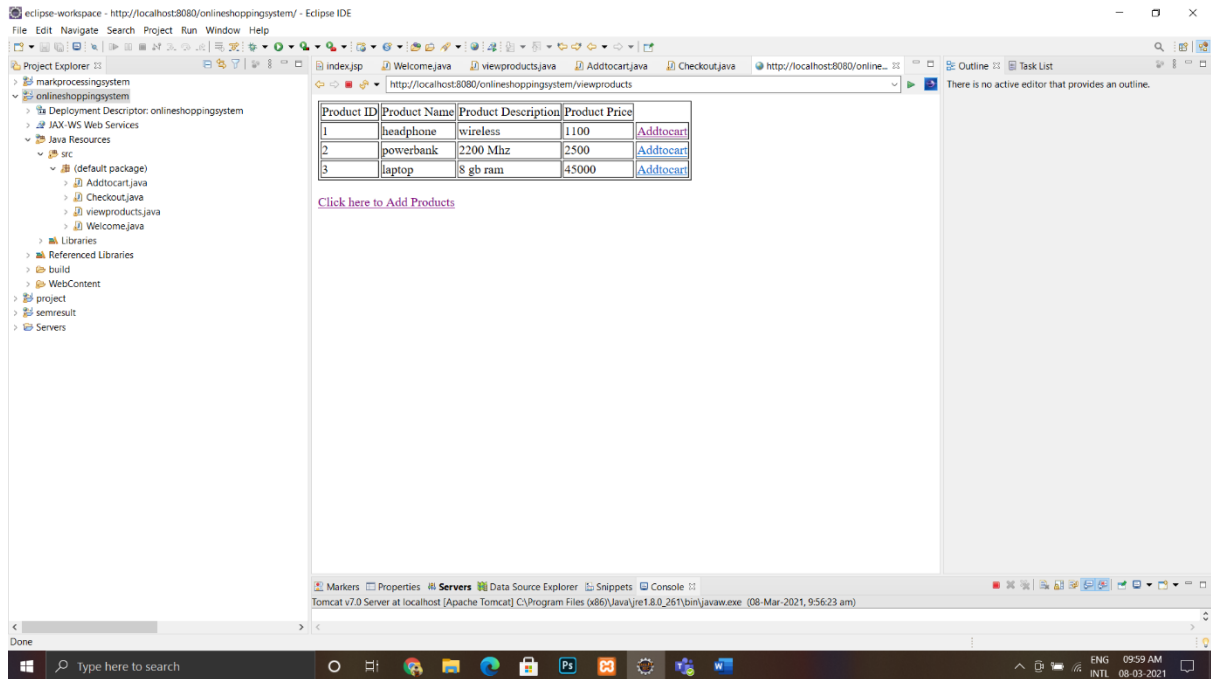 eclipse-workspace - http://localhost:8080/onlineshoppingsystem/ - Eclipse IDE
File Edit Navigate Search Project Run Window Help
Project Explorer
index.jsp Welcome.java viewproducts.java Addtocart.java Checkout.java http://localhost:8080/online...
Outline Task List
markprocessingsystem
onlineshoppingsystem
Deployment Descriptor: onlineshoppingsystem
JAX-WS Web Services
Java Resources
src
(default package)
Addtocart.java
Checkout.java
viewproducts.java
Welcome.java
Libraries
Referenced Libraries
build
WebContent
project
semresult
Servers
http://localhost:8080/onlineshoppingsystem/viewproducts
Product ID Product Name Product Description Product Price
1 headphone wireless 1100 Addtocart
2 powerbank 2200 Mhz 2500 Addtocart
3 laptop 8 gb ram 45000 Addtocart
Click here to Add Products
There is no active editor that provides an outline.
Markers Properties Servers Data Source Explorer Snippets Console
Tomcat v7.0 Server at localhost [Apache Tomcat] C:\Program Files (x86)\Java\jre1.8.0_261\bin\javaw.exe (08-Mar-2021, 9:56:23 am)
Done
Type here to search
Ps
W
ENG 09:59 AM
INTL 08-03-2021